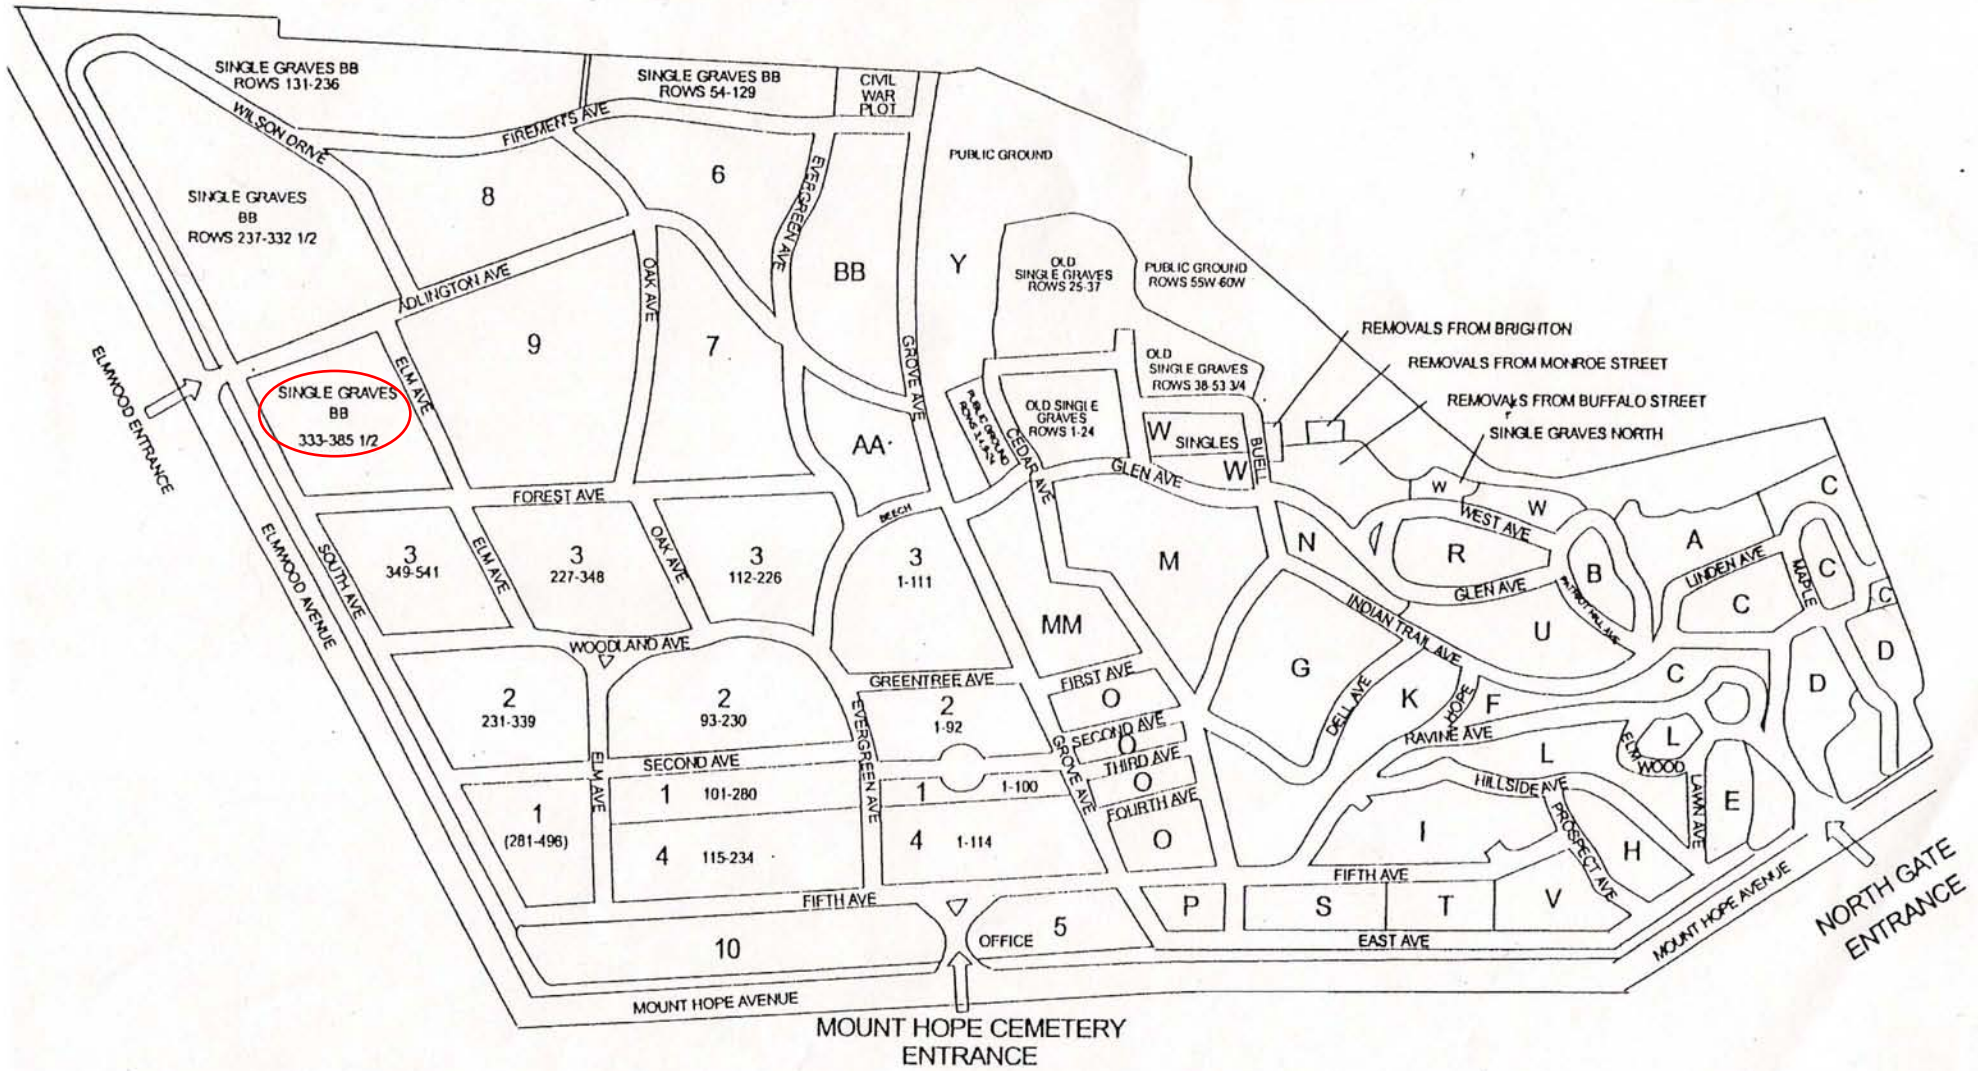 SINGLE GRAVES BB
ROWS 131-236
SINGLE GRAVES BB
ROWS 54-129
CIVIL
WAR
PLOT
WILSON DRIVE
FIREMEN'S AVE
PUBLIC GROUND
6
8
EVERGREEN AVE
SINGLE GRAVES
BB
ROWS 237-332 1/2
BB
Y
OLD
SINGLE GRAVES
ROWS 25-37
PUBLIC GROUND
ROWS 55W-60W
OAK AVE
ADLINGTON AVE
9
7
GROVE AVE
REMOVALS FROM BRIGHTON
REMOVALS FROM MONROE STREET
REMOVALS FROM BUFFALO STREET
SINGLE GRAVES NORTH
ELMWOOD ENTRANCE
ELM AVE
SINGLE GRAVES
BB
333-385 1/2
OLD
SINGLE GRAVES
ROWS 38-53 3/4
OLD SINGLE
GRAVES
ROWS 1-24
PUBLIC GROUND
CEDAR AVE
W
SINGLES
W
BUELL
AA
GLEN AVE
W
W
WEST AVE
C
A
FOREST AVE
BEECH
ELMWOOD AVENUE
SOUTH AVE
3
349-541
ELM AVE
3
227-348
OAK AVE
3
112-226
3
1-111
M
N
R
B
GLEN AVE
PATRIOT HILL AVE
LINDEN AVE
MAPLE
C
C
C
INDIAN TRAIL AVE
U
MM
WOODLAND AVE
GREENTREE AVE
FIRST AVE
G
DELL AVE
K
HOPE
F
C
D
D
2
231-339
2
93-230
2
1-92
O
SECOND AVE
O
THIRD AVE
O
FOURTH AVE
O
RAVINE AVE
L
L
ELM
WOOD
LAWN AVE
E
EVERGREEN AVE
GROVE AVE
SECOND AVE
ELM AVE
1
(281-496)
1 101-280
1 1-100
4 115-234
4 1-114
HILLSIDE AVE
PROSPECT AVE
I
H
FIFTH AVE
FIFTH AVE
P
S
T
V
5
OFFICE
10
EAST AVE
MOUNT HOPE AVENUE
MOUNT HOPE AVENUE
NORTH GATE
ENTRANCE
MOUNT HOPE CEMETERY
ENTRANCE